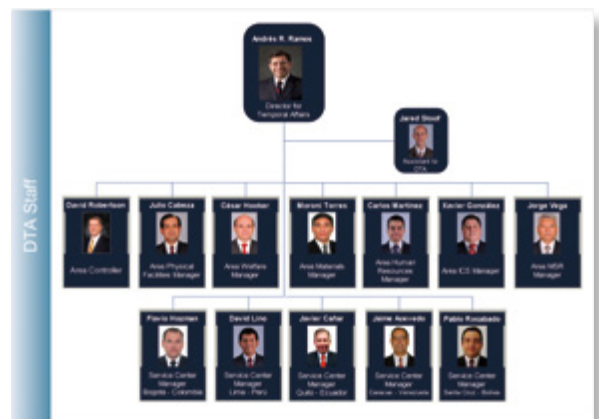 DTA Staff
Andrés R. Ramos
Director for
Temporal Affairs
Jared Stoof
Assistant to
DTA
David Robertson
Area Controller
Julio Cabeza
Area Physical
Facilities Manager
César Hooker
Area Welfare
Manager
Moroni Torres
Area Materials
Manager
Carlos Martinez
Area Human
Resources
Manager
Xavier González
Area ICS Manager
Jorge Vega
Area MSR
Manager
Flavio
Service Center
Manager
Bogotá - Colombia
David Lino
Service Center
Manager
Lima - Perú
Javier Cañar
Service Center
Manager
Quito - Ecuador
Jaime Acevedo
Service Center
Manager
Caracas - Venezuela
Pablo
Service Center
Manager
Santa Cruz - Bolivia